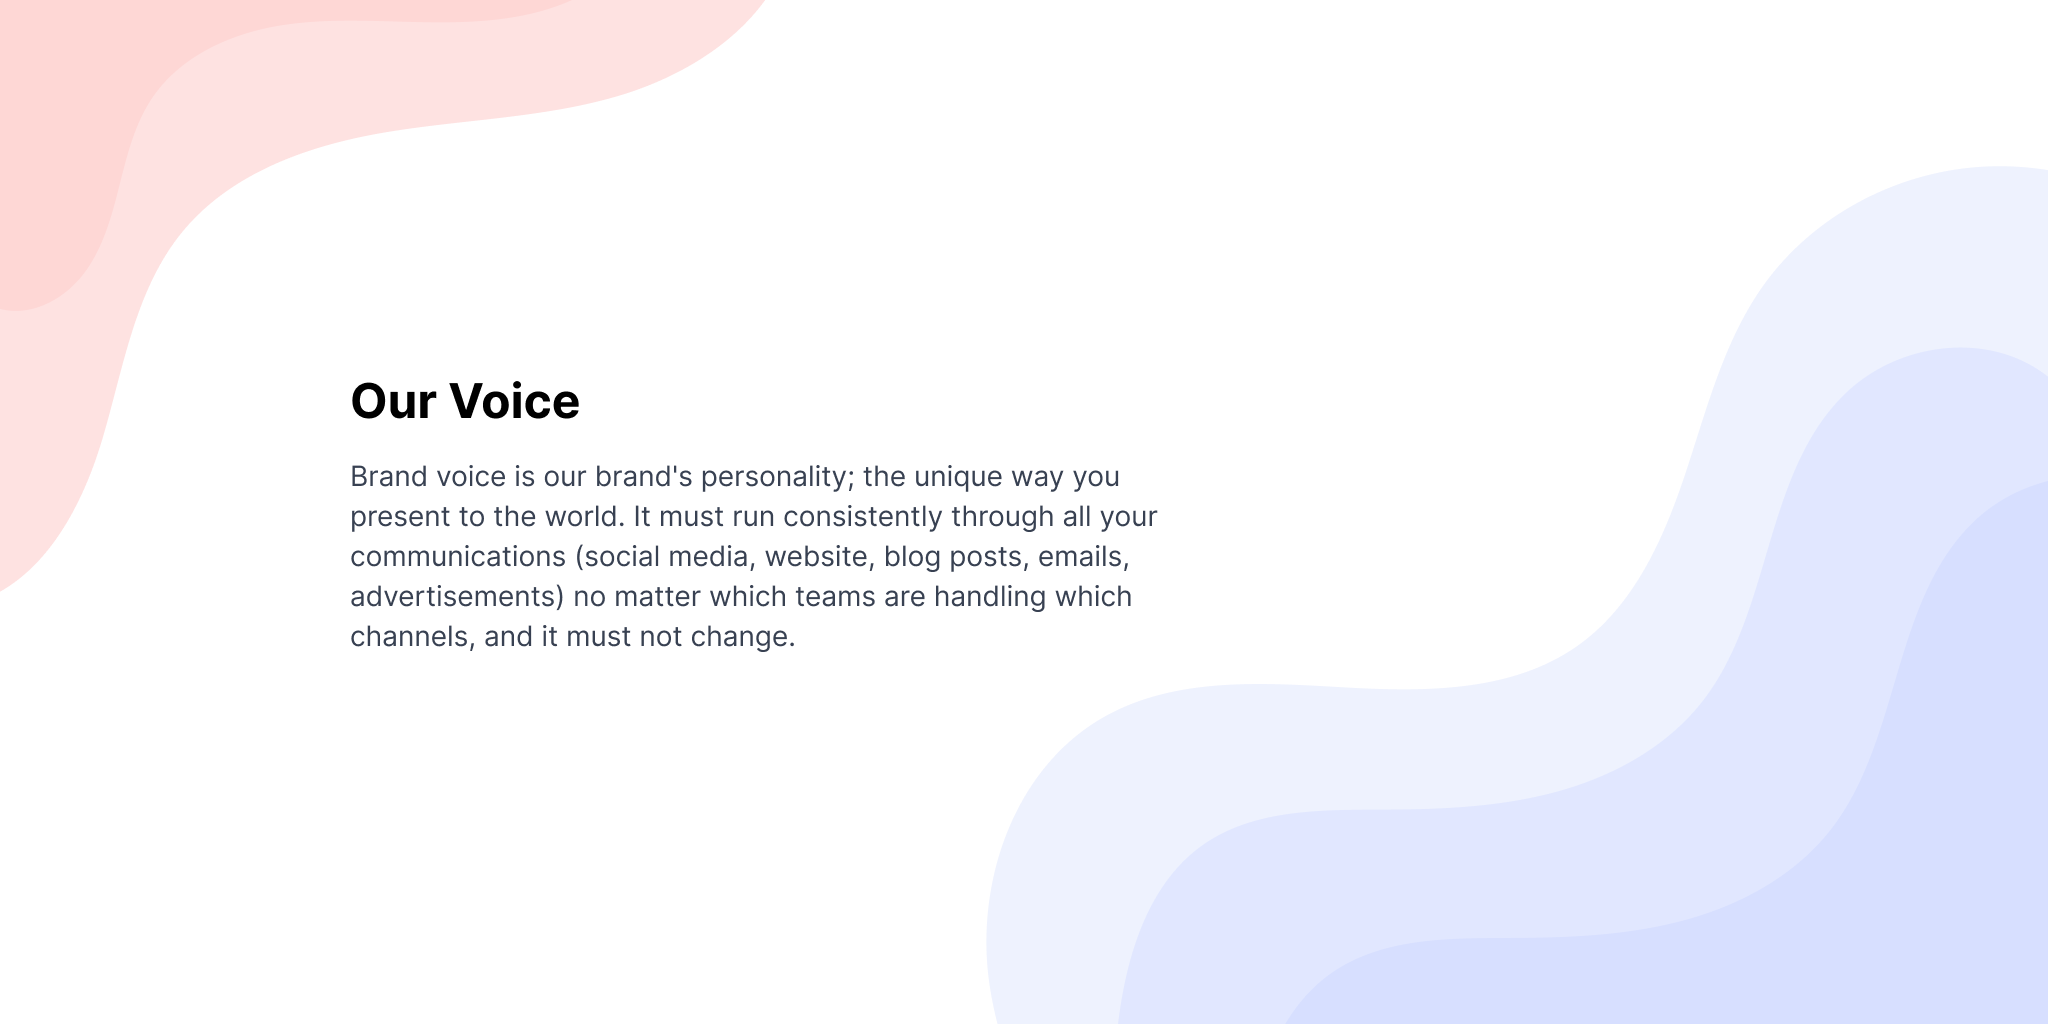 Our Voice
Brand voice is our brand's personality; the unique way you
present to the world. It must run consistently through all your
communications (social media, website, blog posts, emails,
advertisements) no matter which teams are handling which
channels, and it must not change.